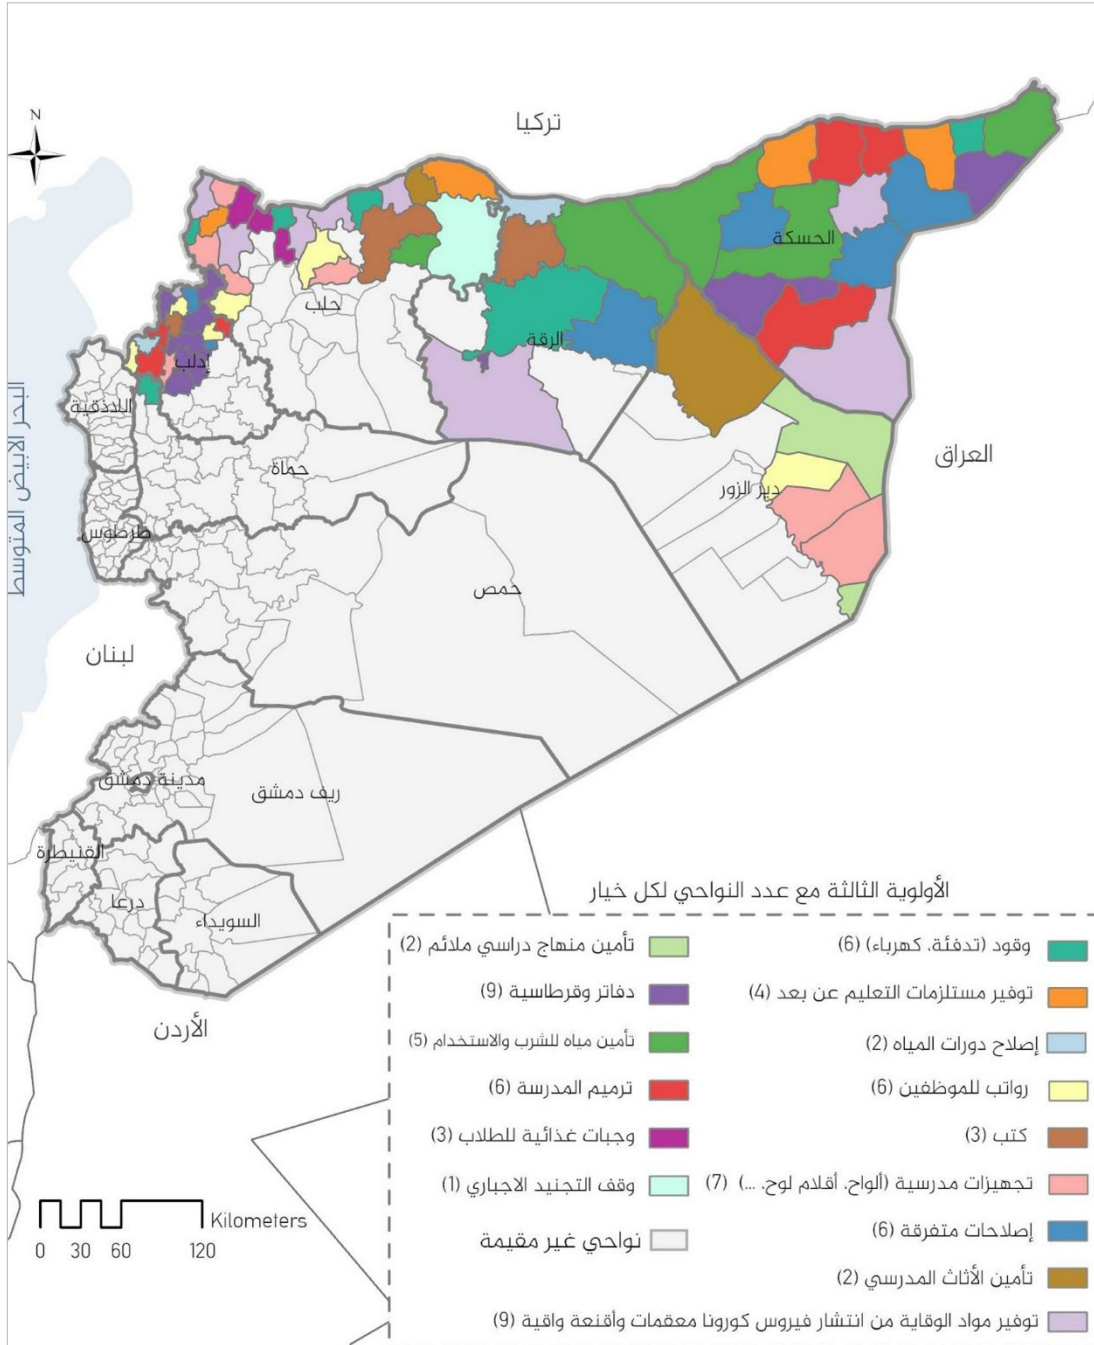 N
تركيا
الحسكة
حلب
الرقة
إدلب
اللاذقية
البحر الأبيض المتوسط
العراق
حماة
دير الزور
طرطوس
حمص
لبنان
مدينة دمشق
ريف دمشق
القنيطرة
درعا
السويداء
الأردن
الأولوية الثالثة مع عدد النواحي لكل خيار
وقود (تدفئة، كهرباء) (6)
توفير مستلزمات التعليم عن بعد (4)
إصلاح دورات المياه (2)
رواتب للموظفين (6)
كتب (3)
تجهيزات مدرسية (ألواح، أقلام لوح، ...) (7)
إصلاحات متفرقة (6)
تأمين الأثاث المدرسي (2)
توفير مواد الوقاية من انتشار فيروس كورونا معقمات وأقنعة واقية (9)
تأمين منهاج دراسي ملائم (2)
دفاتر وقرطاسية (9)
تأمين مياه للشرب والاستخدام (5)
ترميم المدرسة (6)
وجبات غذائية للطلاب (3)
وقف التجنيد الاجباري (1)
نواحي غير مقيمة
Kilometers
0 30 60 120